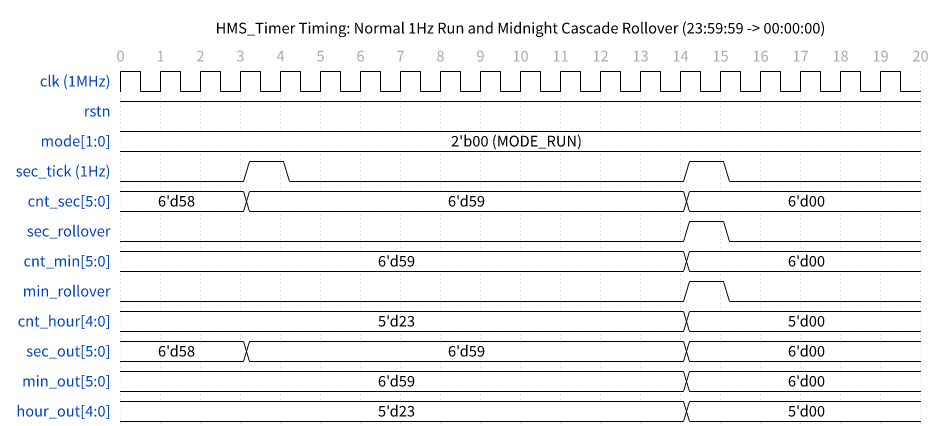 HMS_Timer Timing: Normal 1Hz Run and Midnight Cascade Rollover (23:59:59 -> 00:00:00)
0 1 2 3 4 5 6 7 8 9 10 11 12 13 14 15 16 17 18 19 20
clk (1MHz)
rstn
mode[1:0] 2'b00 (MODE_RUN)
sec_tick (1Hz)
cnt_sec[5:0] 6'd58 6'd59 6'd00
sec_rollover
cnt_min[5:0] 6'd59 6'd00
min_rollover
cnt_hour[4:0] 5'd23 5'd00
sec_out[5:0] 6'd58 6'd59 6'd00
min_out[5:0] 6'd59 6'd00
hour_out[4:0] 5'd23 5'd00